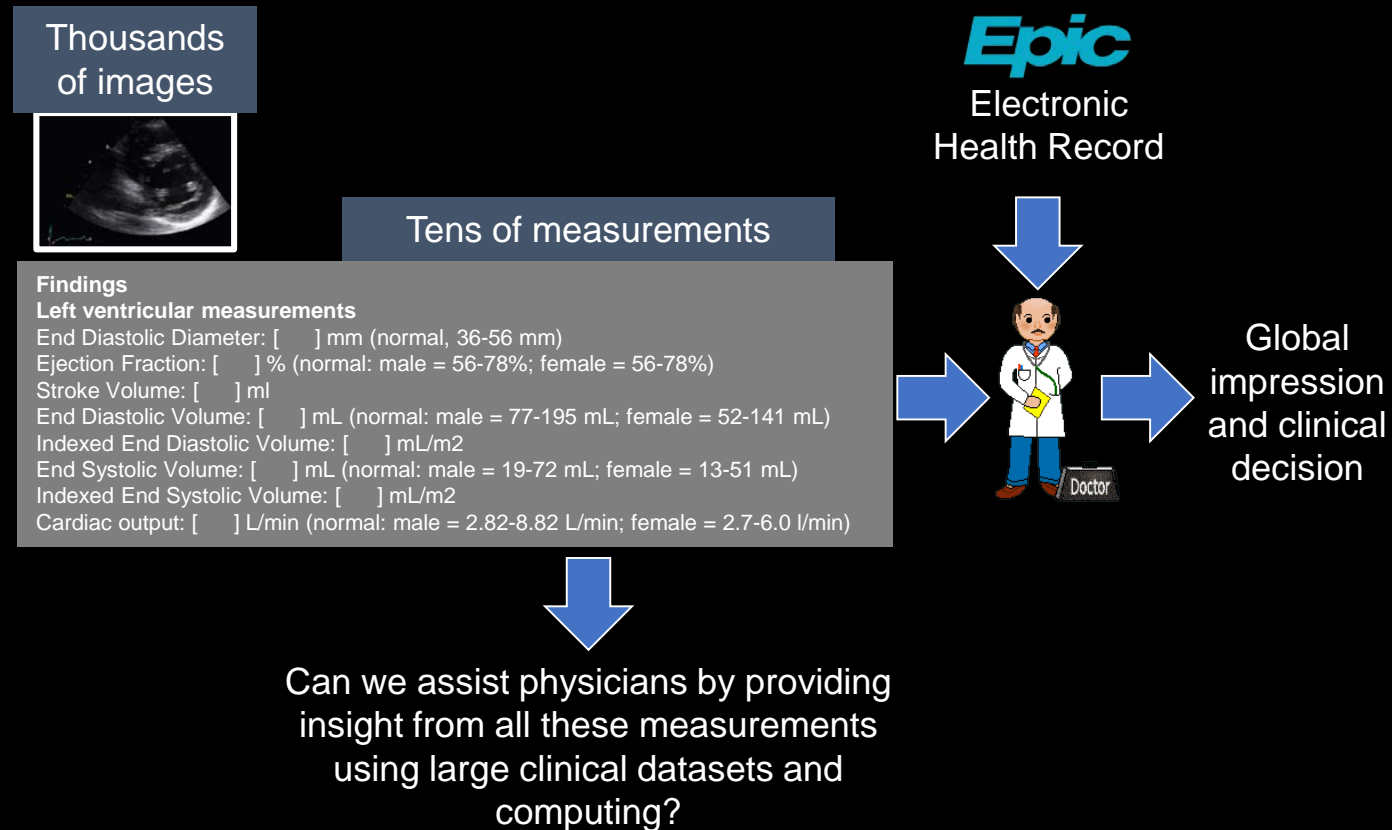 Thousands
of images
Epic
Electronic
Health Record
Tens of measurements
Findings
Left ventricular measurements
End Diastolic Diameter: [    ] mm (normal, 36-56 mm)
Ejection Fraction: [    ] % (normal: male = 56-78%; female = 56-78%)
Stroke Volume: [    ] ml
End Diastolic Volume: [    ] mL (normal: male = 77-195 mL; female = 52-141 mL)
Indexed End Diastolic Volume: [    ] mL/m2
End Systolic Volume: [    ] mL (normal: male = 19-72 mL; female = 13-51 mL)
Indexed End Systolic Volume: [    ] mL/m2
Cardiac output: [    ] L/min (normal: male = 2.82-8.82 L/min; female = 2.7-6.0 l/min)
Doctor
Global
impression
and clinical
decision
Can we assist physicians by providing
insight from all these measurements
using large clinical datasets and
computing?